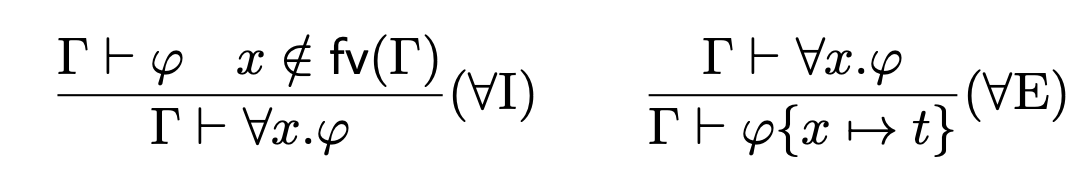 Γ ⊢ φ x ∉ fv(Γ) Γ ⊢ ∀x.φ
(∀I) (∀E)
Γ ⊢ ∀x.φ Γ ⊢ φ{x ↦ t}